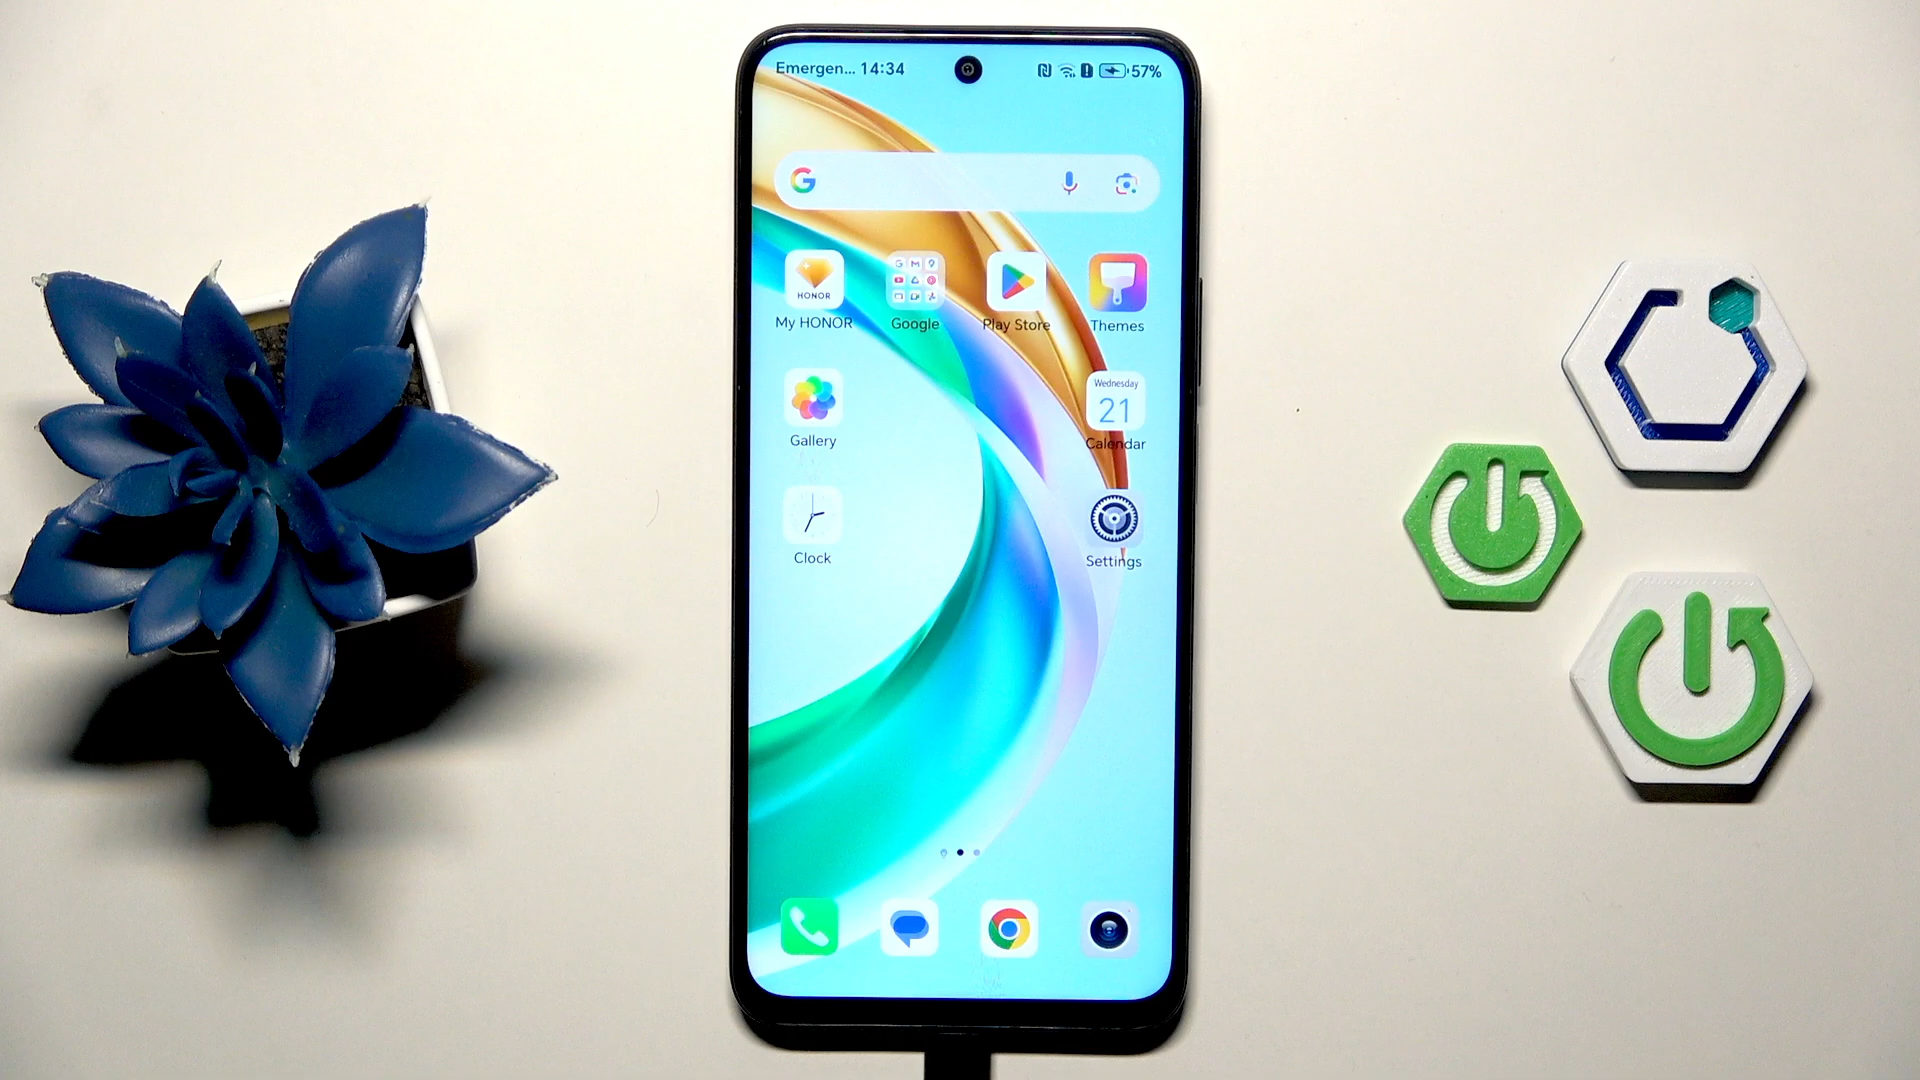 Emergen... 14:34
57%
HONOR
My HONOR
Google
Play Store
Themes
Gallery
Wednesday
21
Calendar
Clock
Settings